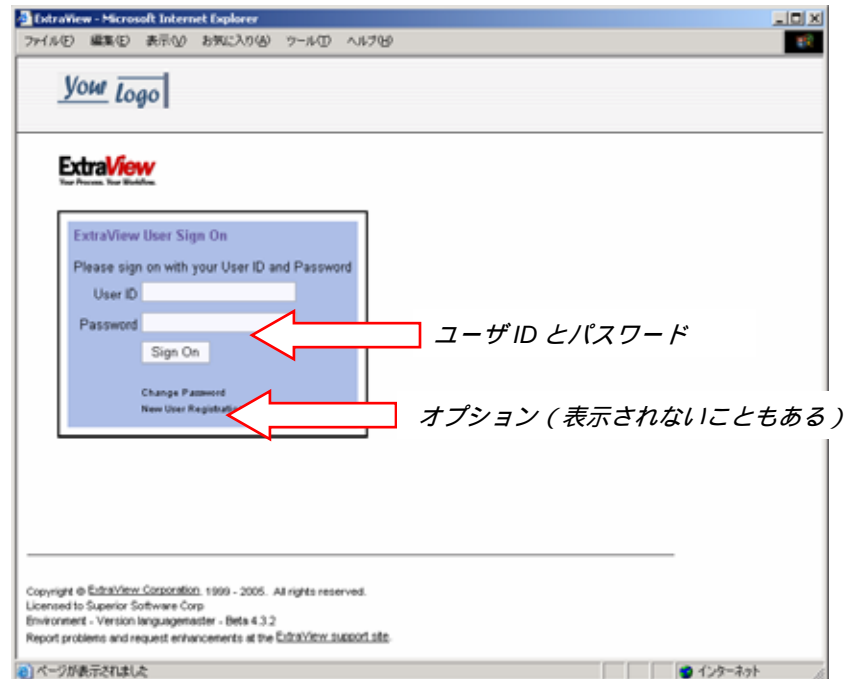 ExtraView - Microsoft Internet Explorer
ファイル(F) 編集(E) 表示(V) お気に入り(A) ツール(T) ヘルプ(H)
Your Logo
ExtraView
Your Process. Your Workflow.
ExtraView User Sign On
Please sign on with your User ID and Password
User ID
Password
ユーザID とパスワード
Sign On
Change Password
New User Registration
オプション ( 表示されないこともある )
Copyright © ExtraView Corporation. 1999 - 2005. All rights reserved.
Licensed to Superior Software Corp
Environment - Version languagemaster - Beta 4.3.2
Report problems and request enhancements at the ExtraView support site.
ページが表示されました インターネット